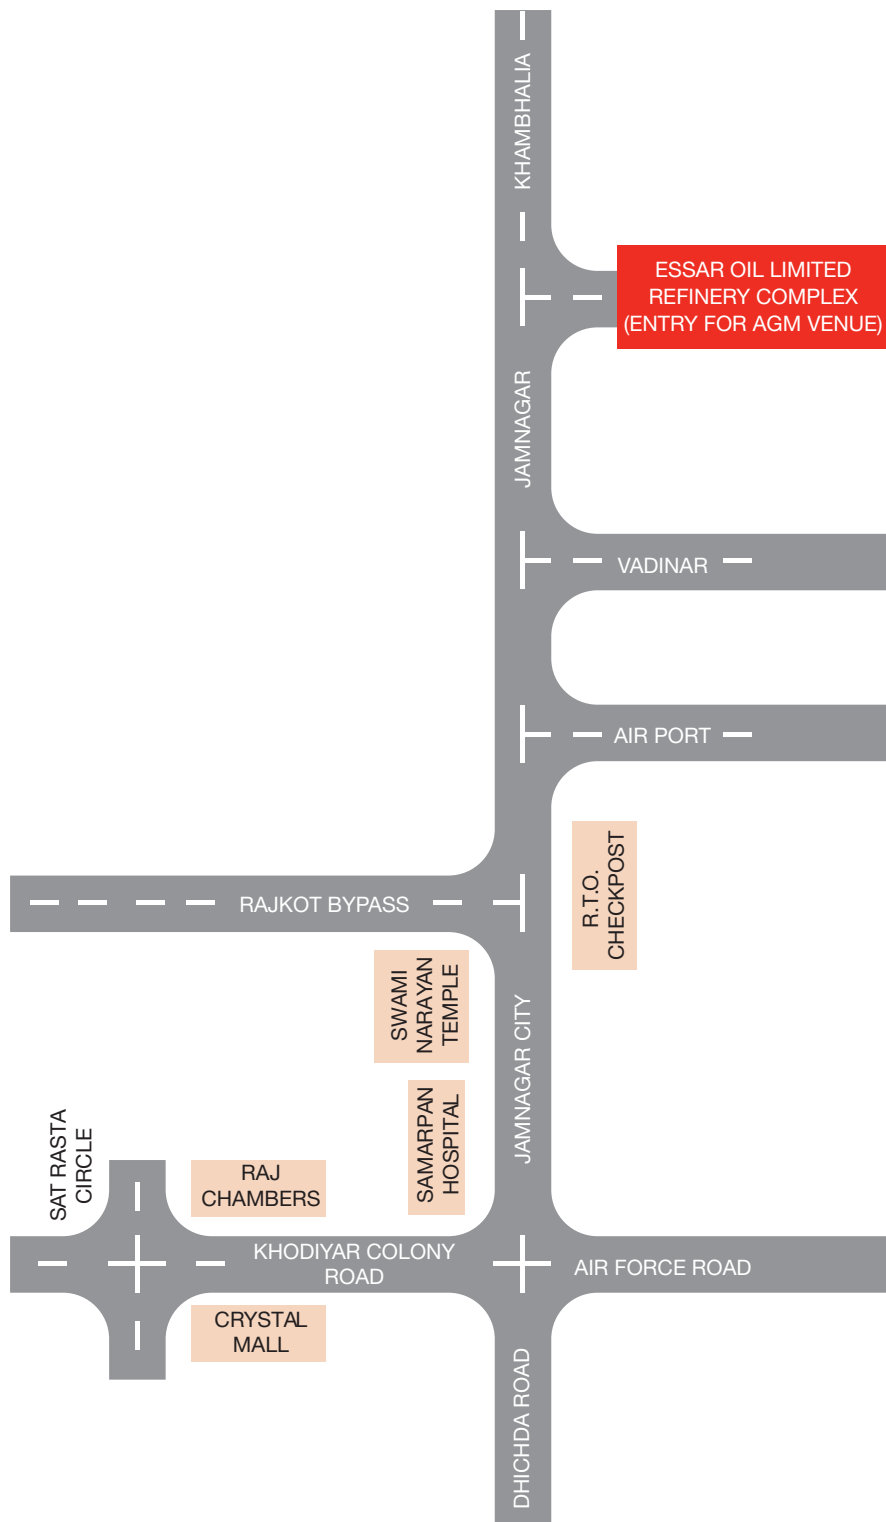 KHAMBHALIA
ESSAR OIL LIMITED
REFINERY COMPLEX
(ENTRY FOR AGM VENUE)
JAMNAGAR
VADINAR
AIR PORT
R.T.O.
CHECKPOST
RAJKOT BYPASS
SWAMI
NARAYAN
TEMPLE
JAMNAGAR CITY
SAMARPAN
HOSPITAL
SAT RASTA
CIRCLE
RAJ
CHAMBERS
KHODIYAR COLONY
ROAD
AIR FORCE ROAD
CRYSTAL
MALL
DHICHDA ROAD